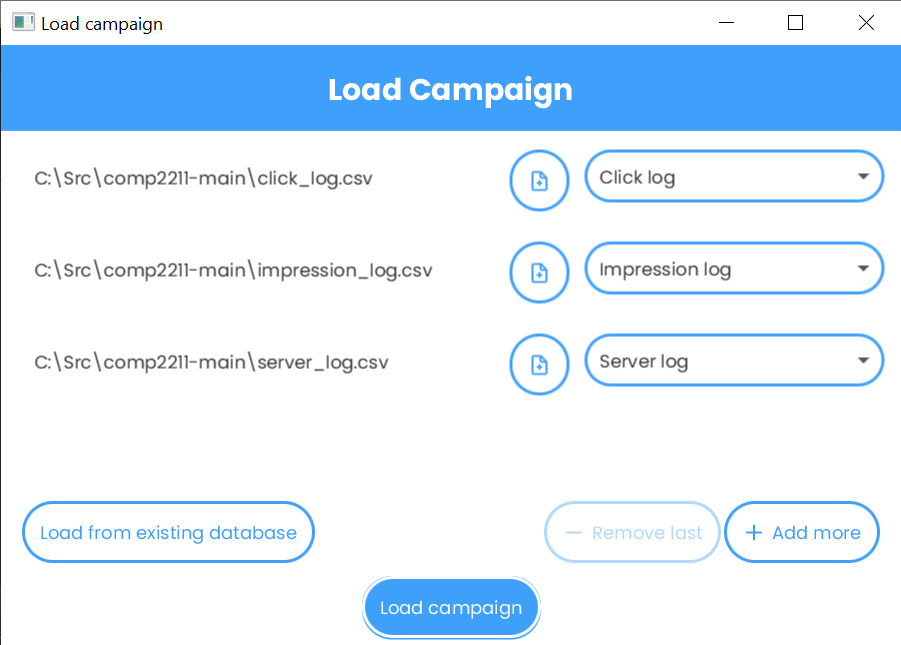 Load campaign
Load Campaign
C:\Src\comp2211-main\click_log.csv
Click log
C:\Src\comp2211-main\impression_log.csv
Impression log
C:\Src\comp2211-main\server_log.csv
Server log
Load from existing database
Remove last
Add more
Load campaign